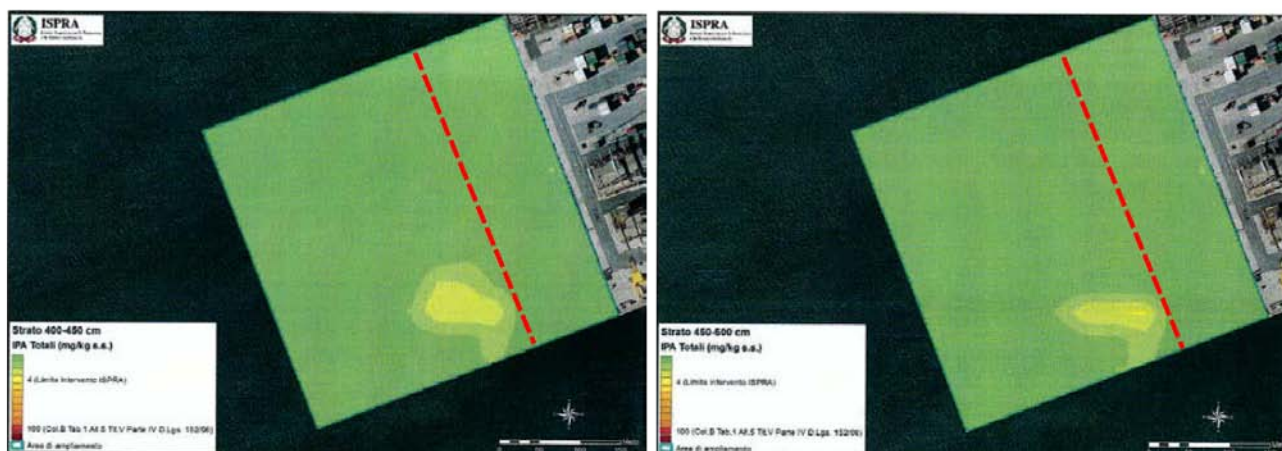 ISPRA
Strato 400-450 cm
IPA Totali (mg/kg s.s.)
4 (Limite intervento ISPRA)
100 (Col.B Tab.1 All.5 Tit.V Parte IV D.Lgs. 152/06)
Area di ampliamento
ISPRA
Strato 450-500 cm
IPA Totali (mg/kg s.s.)
4 (Limite intervento ISPRA)
100 (Col.B Tab.1 All.5 Tit.V Parte IV D.Lgs. 152/06)
Area di ampliamento